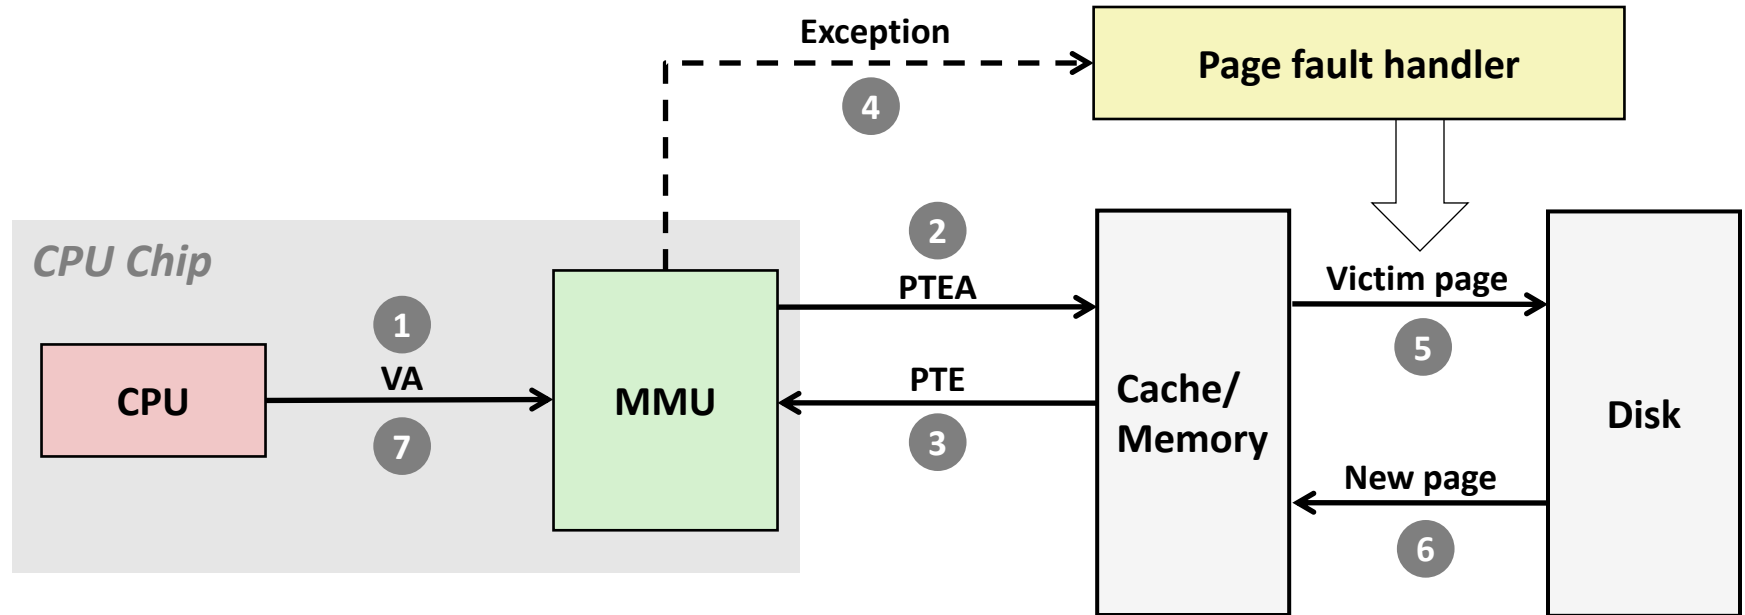 Exception
Page fault handler
4
CPU Chip
2
PTEA
Victim page
1
5
VA
CPU
MMU
PTE
Cache/
Memory
Disk
7
3
New page
6